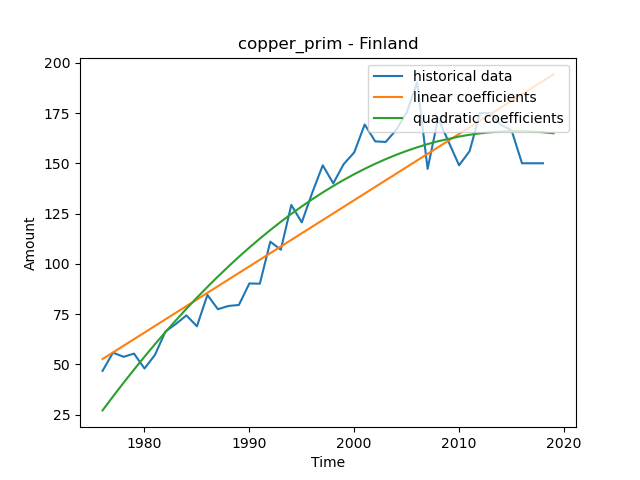 copper_prim - Finland
historical data
linear coefficients
quadratic coefficients
200
175
150
125
100
75
50
25
Amount
1980
1990
2000
2010
2020
Time